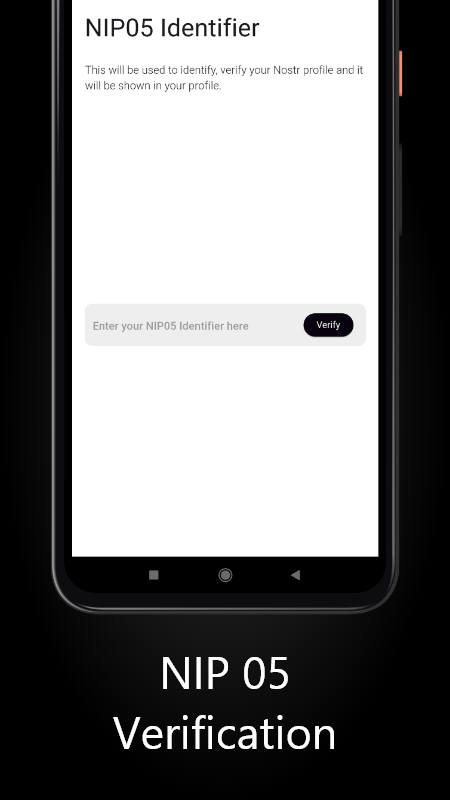 NIP05 Identifier
This will be used to identify, verify your Nostr profile and it
will be shown in your profile.
Enter your NIP05 Identifier here
Verify
NIP 05
Verification